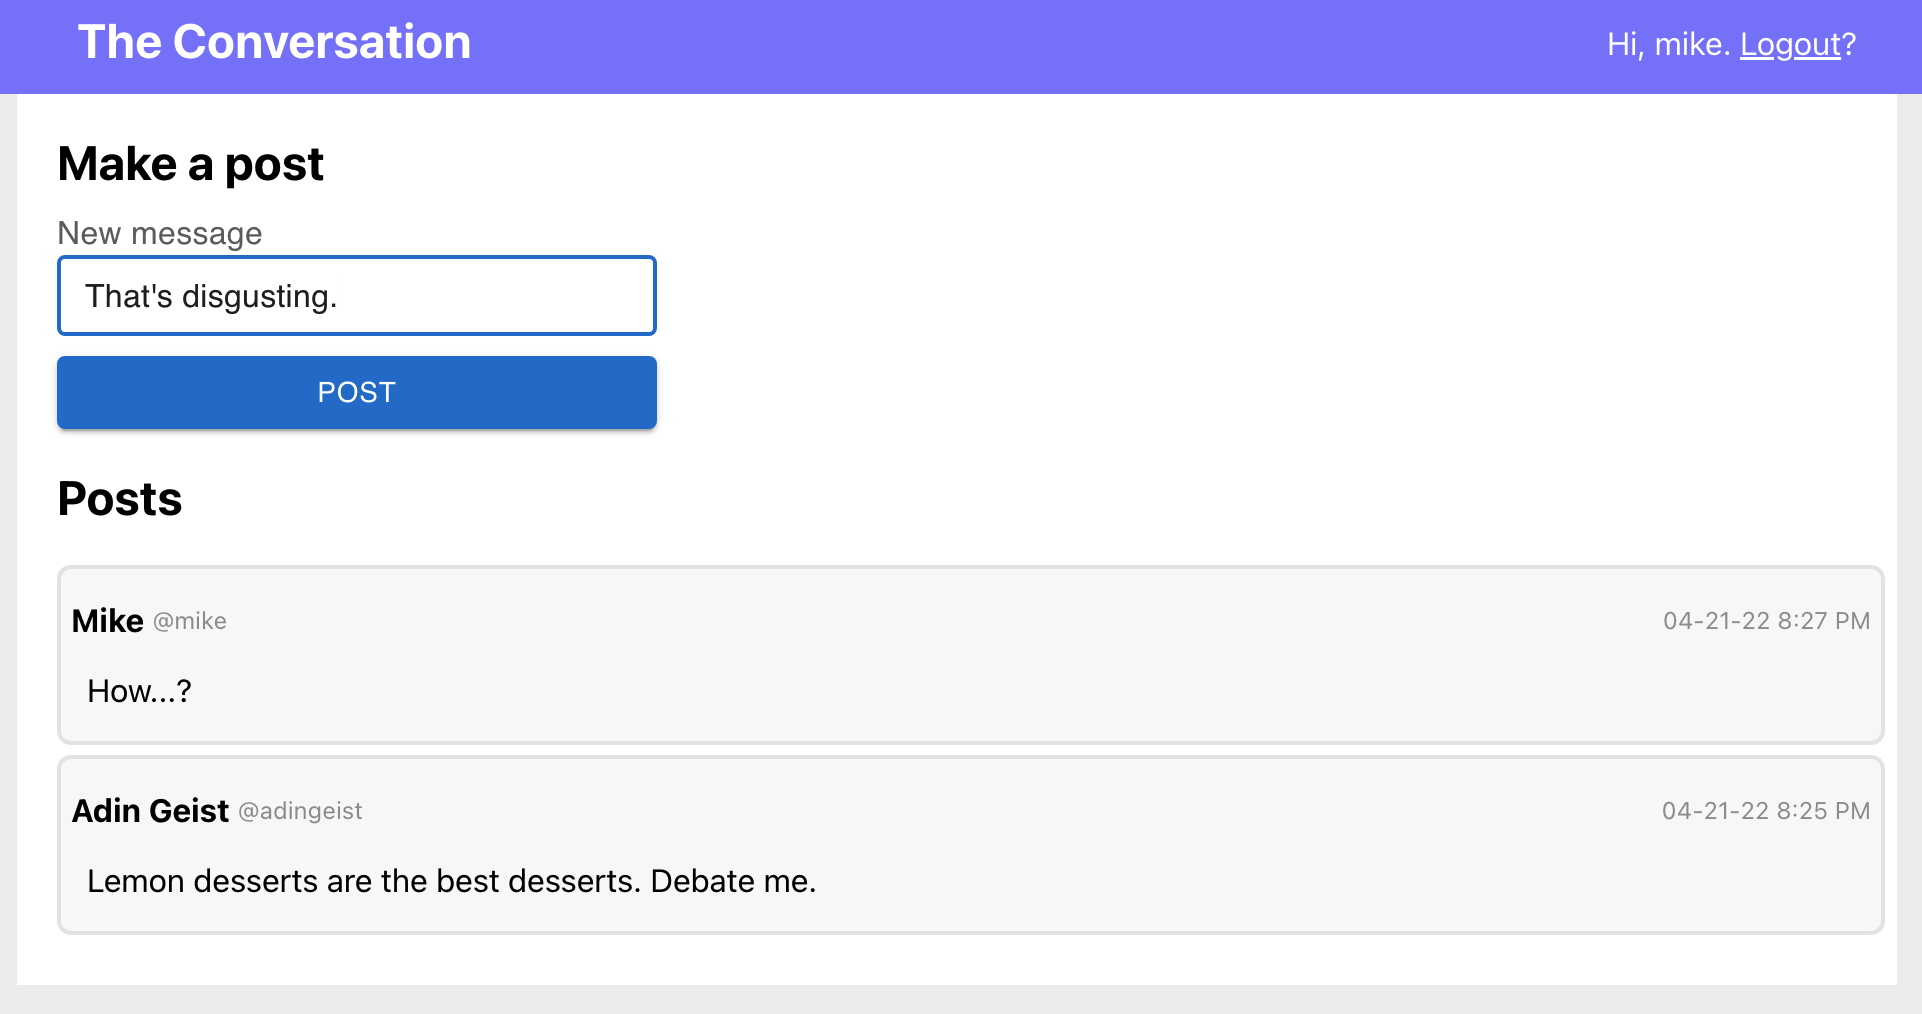 The Conversation
Hi, mike. Logout?
Make a post
New message
That's disgusting.
POST
Posts
Mike @mike
04-21-22 8:27 PM
How...?
Adin Geist @adingeist
04-21-22 8:25 PM
Lemon desserts are the best desserts. Debate me.